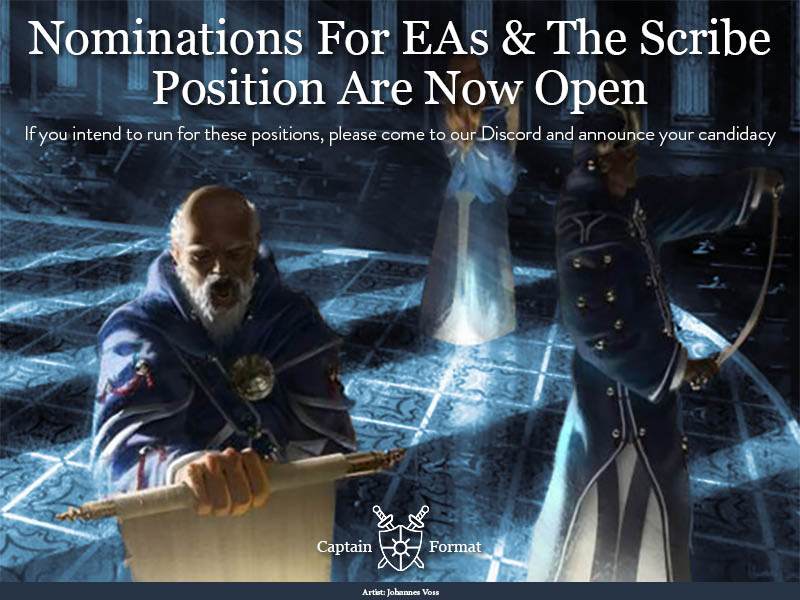 Nominations For EAs & The Scribe
Position Are Now Open
If you intend to run for these positions, please come to our Discord and announce your candidacy
Captain Format
Artist: Johannes Voss